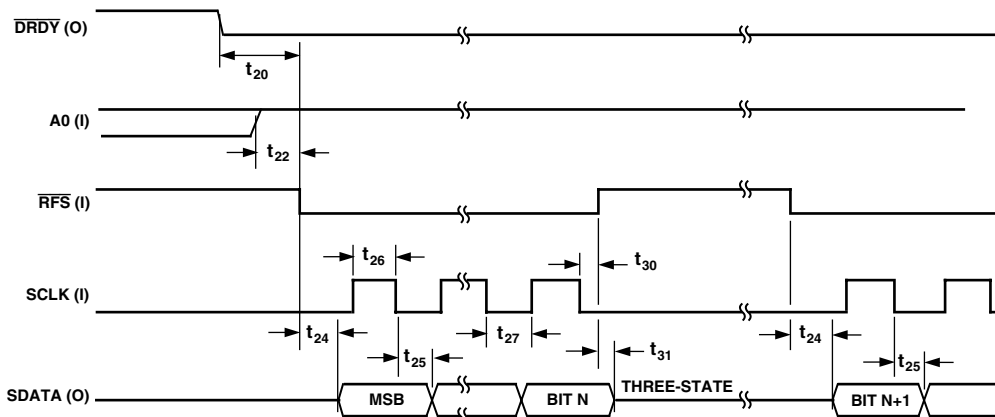 DRDY (O)
t20
A0 (I)
t22
RFS (I)
t26
t30
SCLK (I)
t24
t25
t27
t31
t24
t25
SDATA (O)
MSB
BIT N
THREE-STATE
BIT N+1